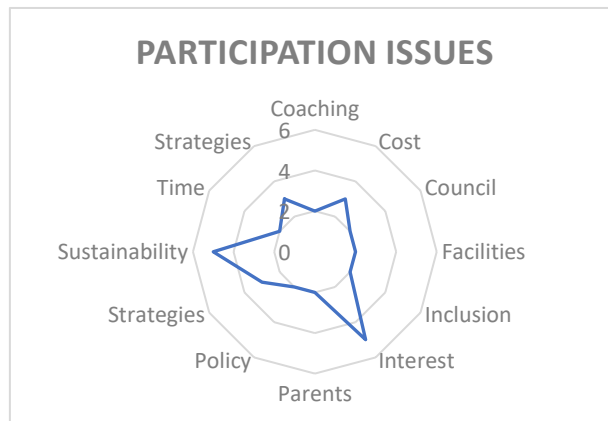 PARTICIPATION ISSUES
Coaching
6
Strategies
Cost
4
Time
Council
2
Sustainability
0
Facilities
Strategies
Inclusion
Policy
Interest
Parents